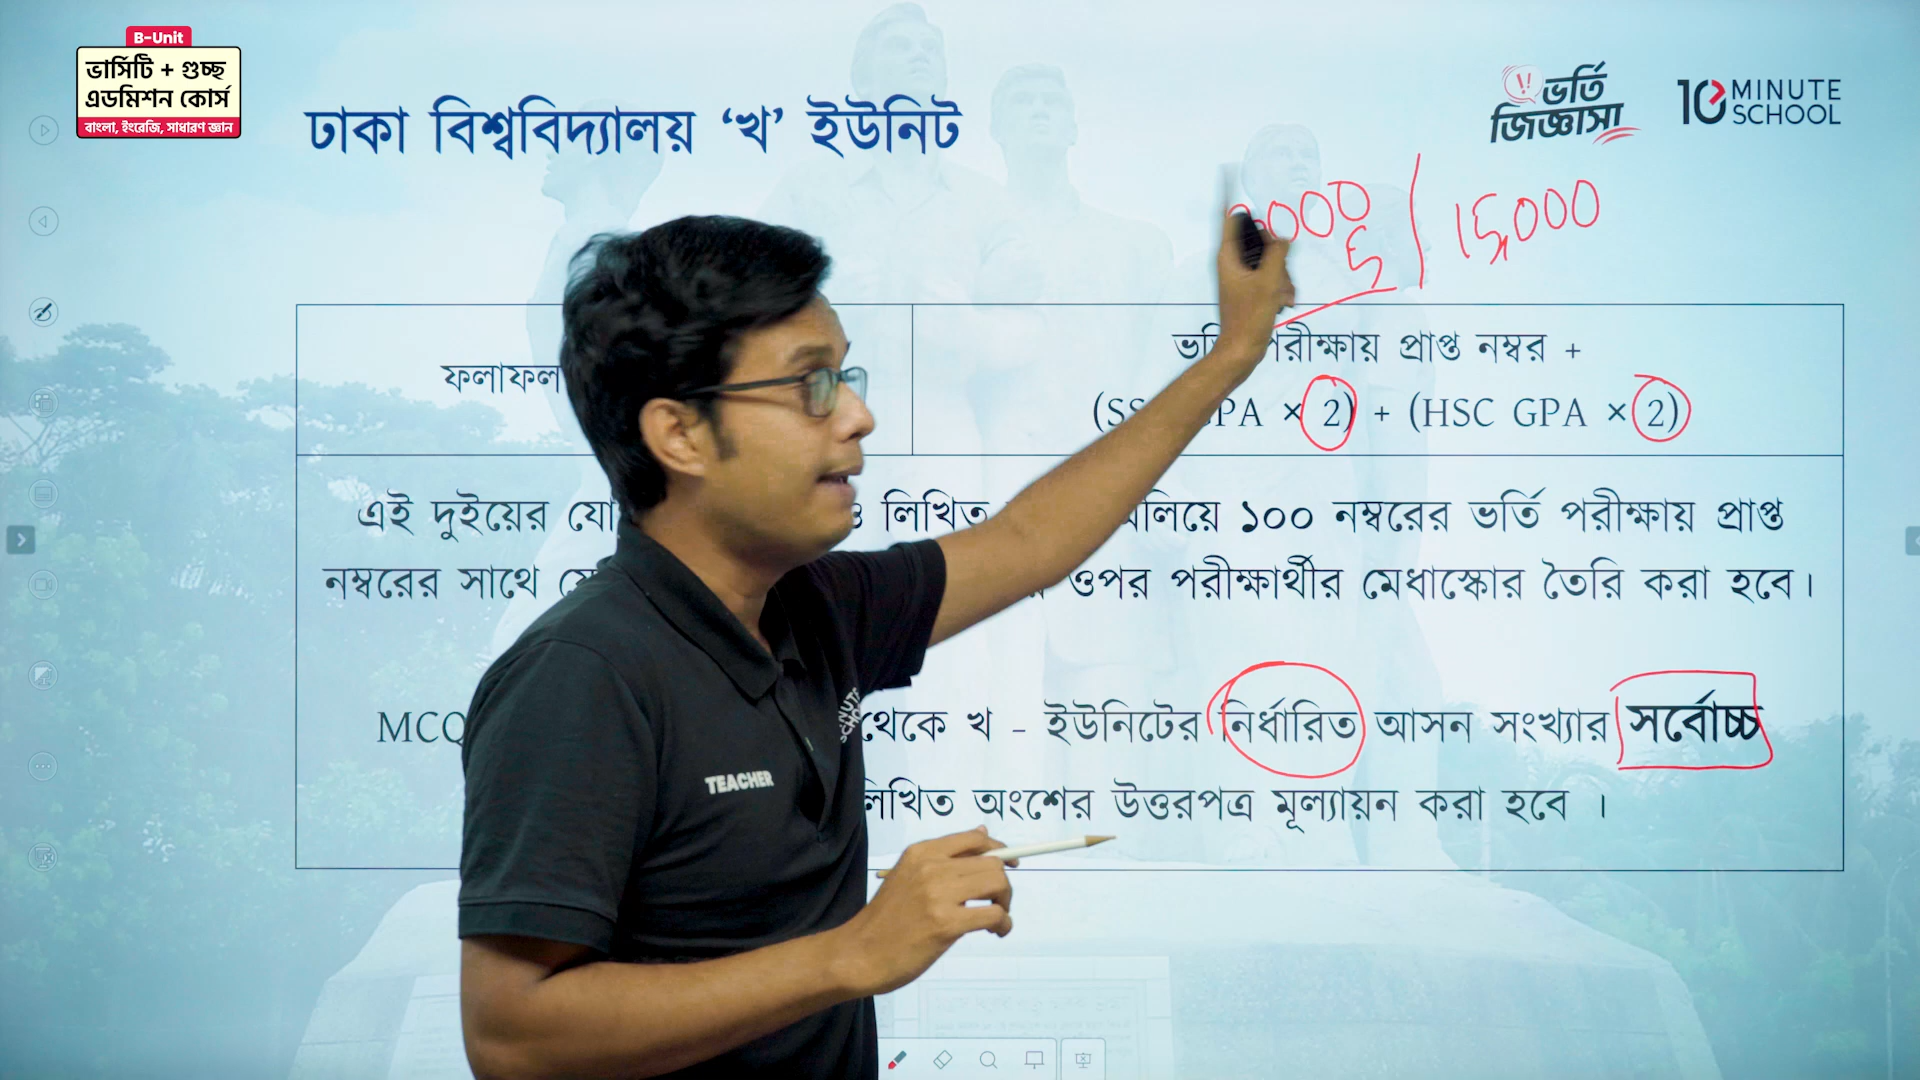 B-Unit
ভার্সিটি + গুচ্ছ
এডমিশন কোর্স
বাংলা, ইংরেজি, সাধারণ জ্ঞান
ঢাকা বিশ্ববিদ্যালয় ‘খ’ ইউনিট
!! ভর্তি
জিজ্ঞাসা
10 MINUTE
SCHOOL
15,000
ফলাফল
পরীক্ষায় প্রাপ্ত নম্বর +
× 2) + (HSC GPA × 2)
এই দুইয়ের ও লিখিত ১০০ নম্বরের ভর্তি পরীক্ষায় প্রাপ্ত
নম্বরের সাথে ওপর পরীক্ষার্থীর মেধাস্কোর তৈরি করা হবে।
MCQ থেকে খ - ইউনিটের নির্ধারিত আসন সংখ্যার সর্বোচ্চ
লিখিত অংশের উত্তরপত্র মূল্যায়ন করা হবে ।
TEACHER